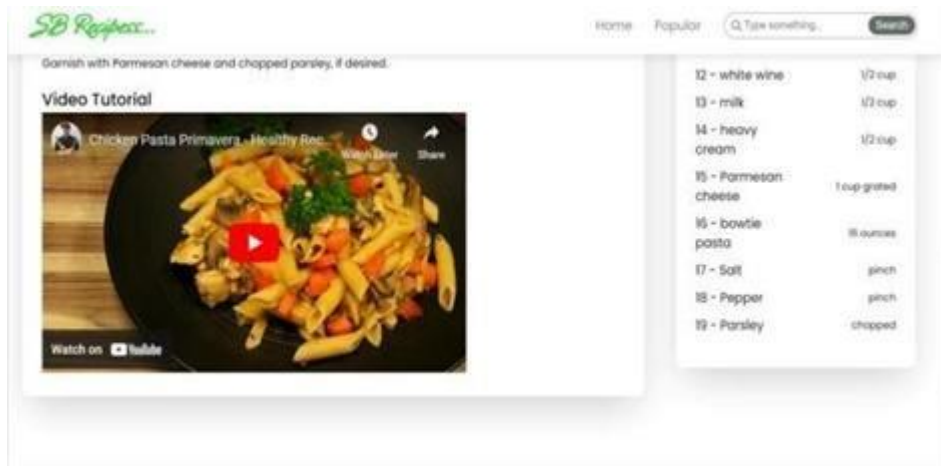 SB Recipess...
Home
Popular
Type something..
Search
Garnish with Parmesan cheese and chopped parsley, if desired.
Video Tutorial
Chicken Pasta Primavera - Healthy Rec
Watch Later
Share
Watch on YouTube
12 - white wine
1/2 cup
13 - milk
1/2 cup
14 - heavy
cream
1/2 cup
15 - Parmesan
cheese
1 cup grated
16 - bowtie
pasta
16 ounces
17 - Salt
pinch
18 - Pepper
pinch
19 - Parsley
chopped